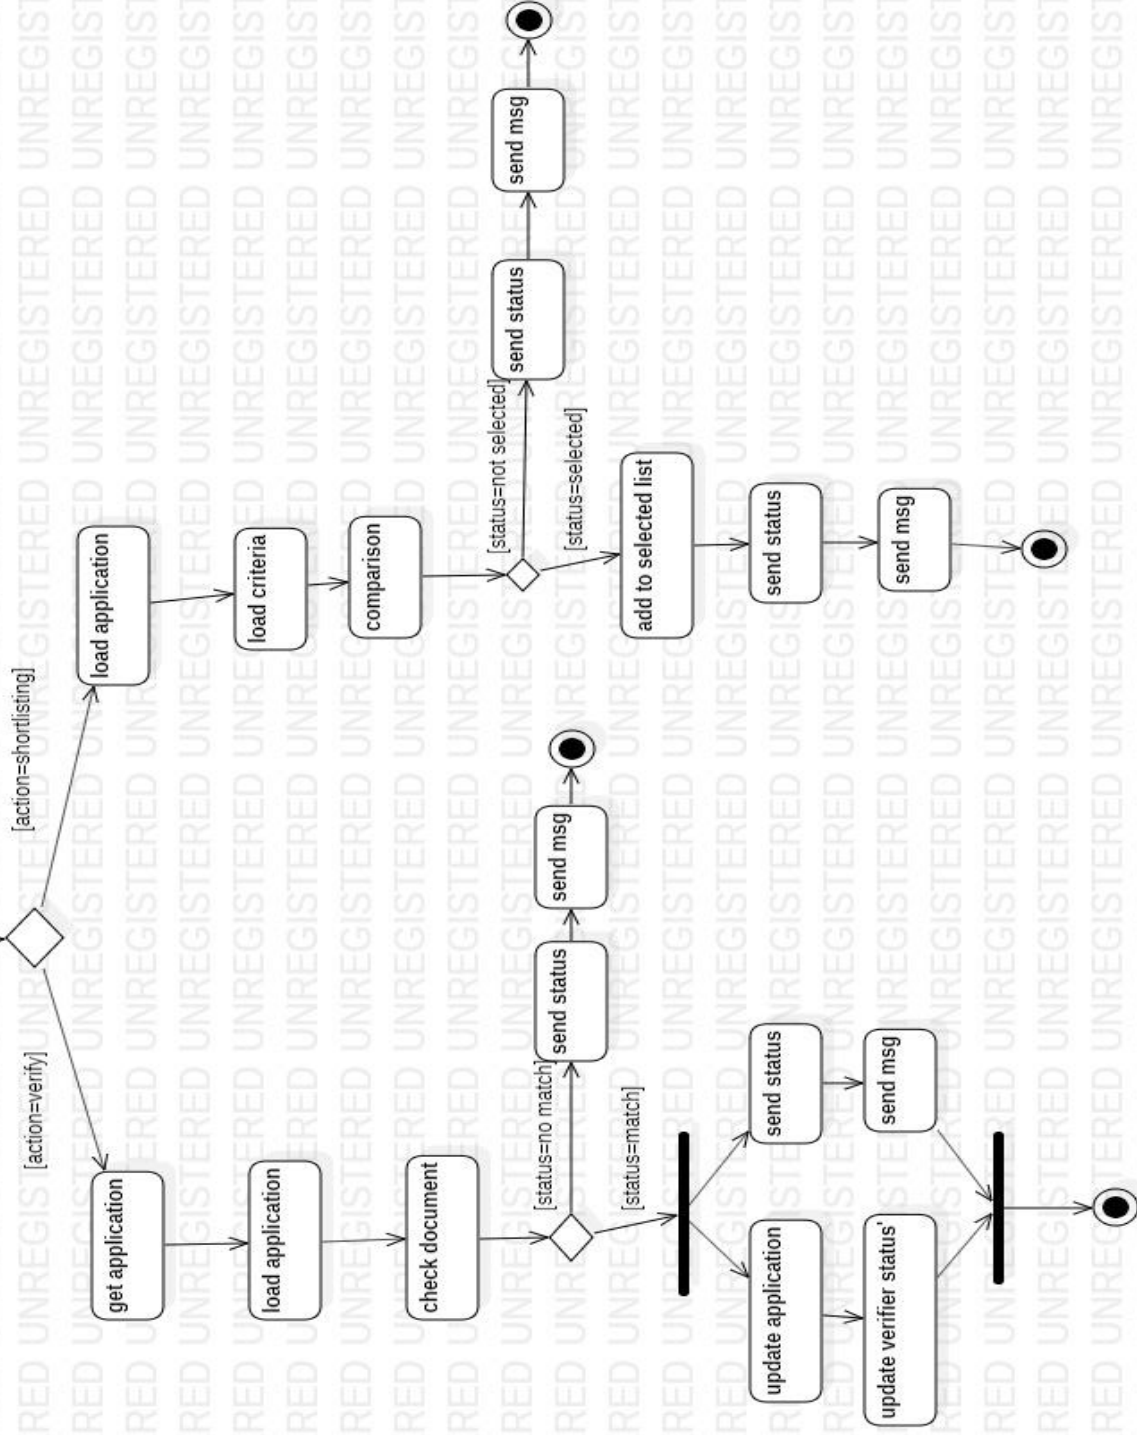 [action=verify]
[action=shortlisting]
get application
load application
check document
[status=no match]
[status=match]
send status
send msg
update application
update verifier status'
send status
send msg
load application
load criteria
comparison
[status=not selected]
[status=selected]
send status
send msg
add to selected list
send status
send msg
UNREGISTERED